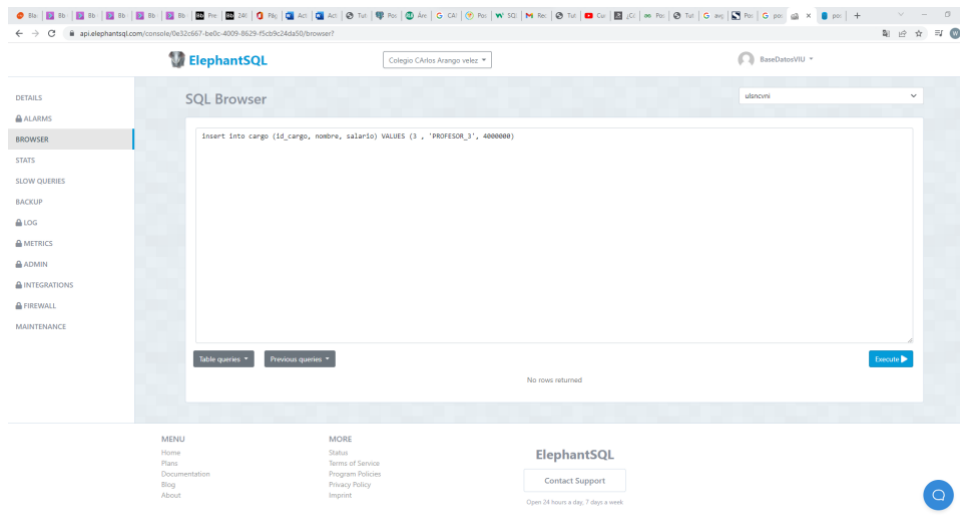 api.elephantsql.com/console/0e32c667-be0c-4009-8629-f5cb9c24da50/browser?
ElephantSQL
Colegio CArlos Arango velez
BaseDatosVIU
DETAILS
ALARMS
BROWSER
STATS
SLOW QUERIES
BACKUP
LOG
METRICS
ADMIN
INTEGRATIONS
FIREWALL
MAINTENANCE
SQL Browser
insert into cargo (id_cargo, nombre, salario) VALUES (3 , 'PROFESOR_3', 4000000)
Table queries
Previous queries
Execute
No rows returned
MENU
Home
Plans
Documentation
Blog
About
MORE
Status
Terms of Service
Program Policies
Privacy Policy
Imprint
ElephantSQL
Contact Support
Open 24 hours a day, 7 days a week